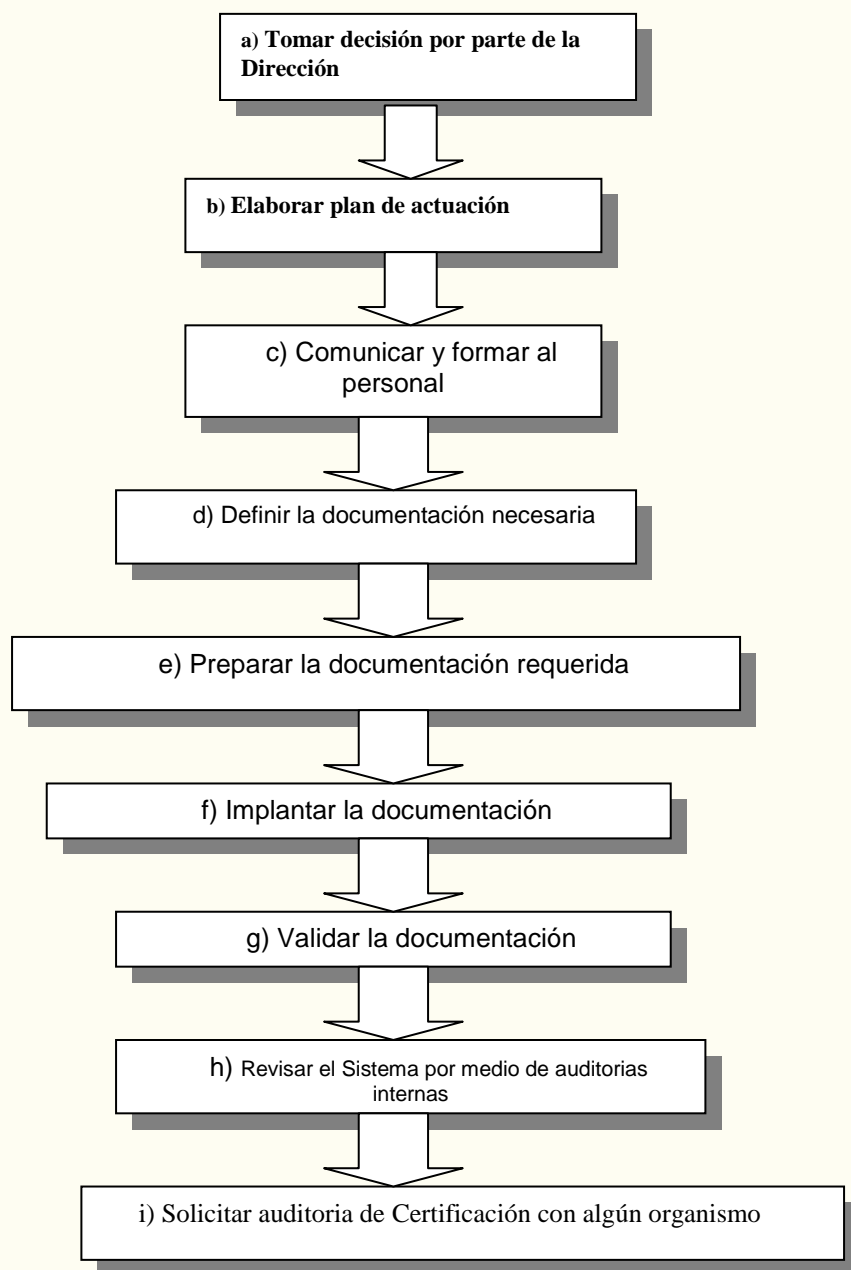 a) Tomar decisión por parte de la
Dirección
b) Elaborar plan de actuación
c) Comunicar y formar al
personal
d) Definir la documentación necesaria
e) Preparar la documentación requerida
f) Implantar la documentación
g) Validar la documentación
h) Revisar el Sistema por medio de auditorias
internas
i) Solicitar auditoria de Certificación con algún organismo